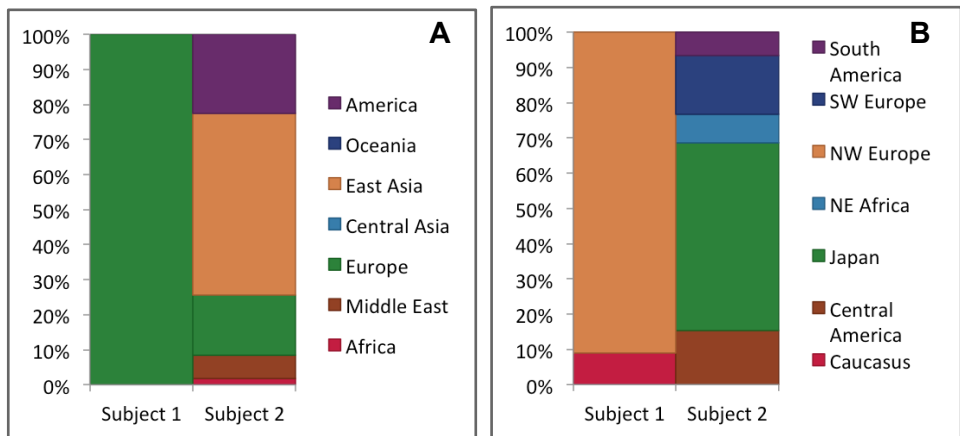 A
100%
90%
80%
70%
60%
50%
40%
30%
20%
10%
0%
Subject 1 Subject 2
America
Oceania
East Asia
Central Asia
Europe
Middle East
Africa
B
100%
90%
80%
70%
60%
50%
40%
30%
20%
10%
0%
Subject 1 Subject 2
South
America
SW Europe
NW Europe
NE Africa
Japan
Central
America
Caucasus